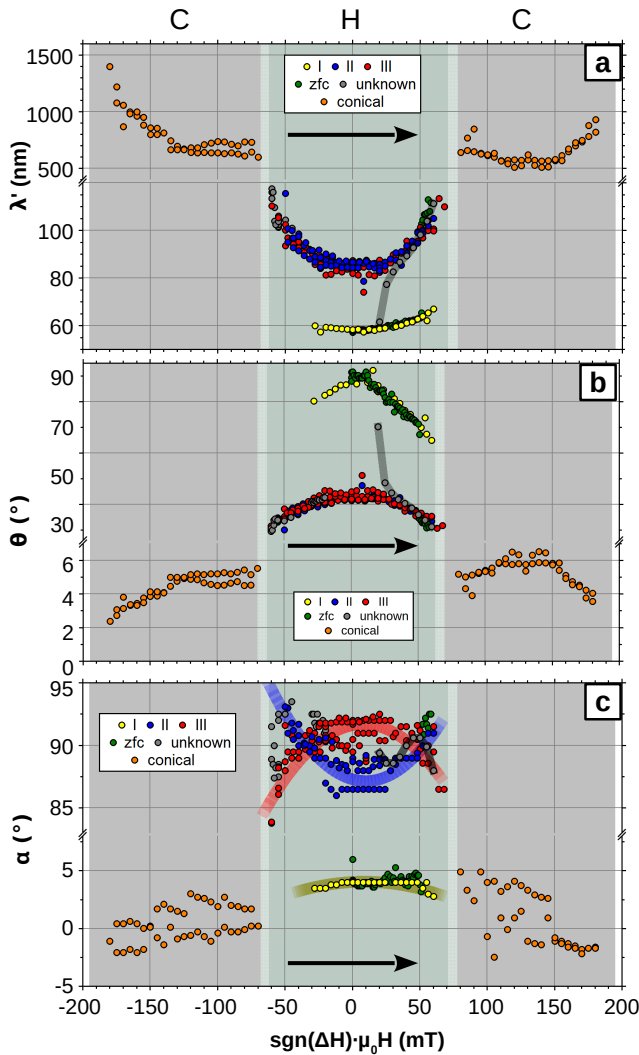 C H C
a
1500
1000
500
100
80
60
λ' (nm)
I II III
zfc unknown
conical
b
90
70
50
30
6
4
2
0
θ (°)
I II III
zfc unknown
conical
c
95
90
85
5
0
-5
α (°)
I II III
zfc unknown
conical
-200 -150 -100 -50 0 50 100 150 200
sgn(ΔH)·μ0H (mT)